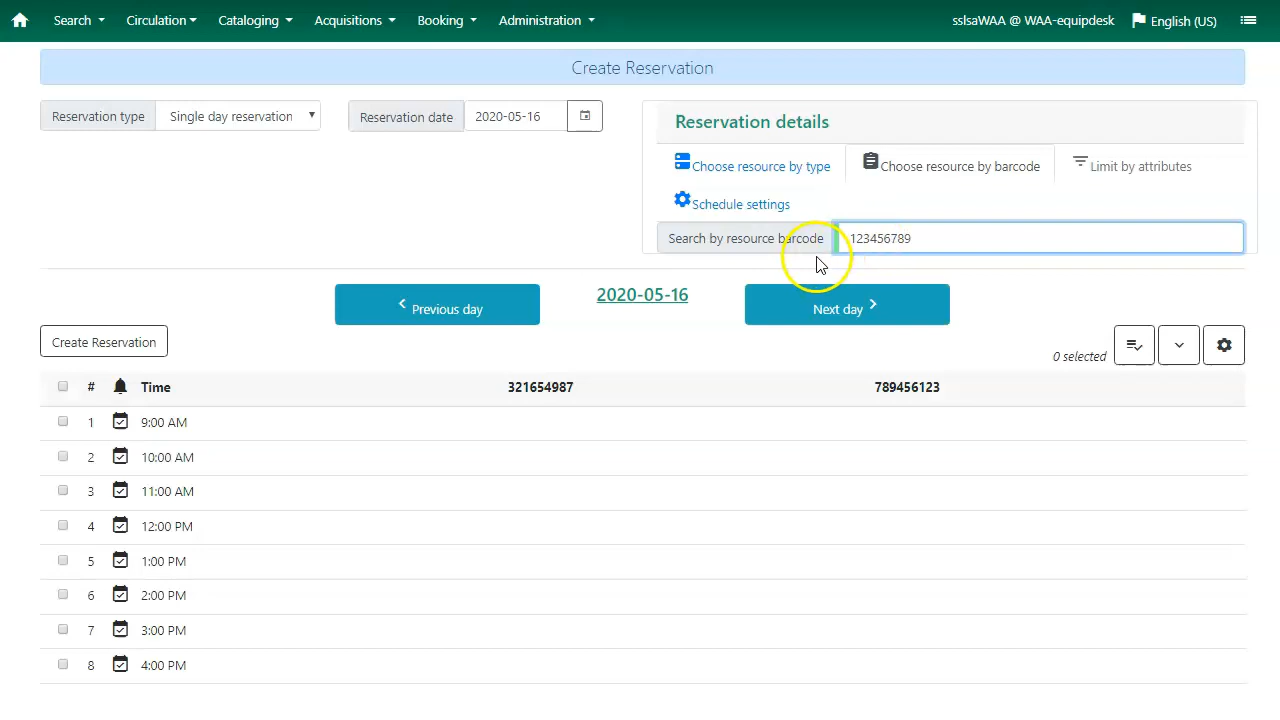 Search Circulation Cataloging Acquisitions Booking Administration sslsaWAA @ WAA-equipdesk English (US)
Create Reservation
Reservation type Single day reservation Reservation date 2020-05-16
Reservation details
Choose resource by type Choose resource by barcode Limit by attributes
Schedule settings
Search by resource barcode 123456789
Previous day 2020-05-16 Next day
Create Reservation
0 selected
# Time 321654987 789456123
1 9:00 AM
2 10:00 AM
3 11:00 AM
4 12:00 PM
5 1:00 PM
6 2:00 PM
7 3:00 PM
8 4:00 PM